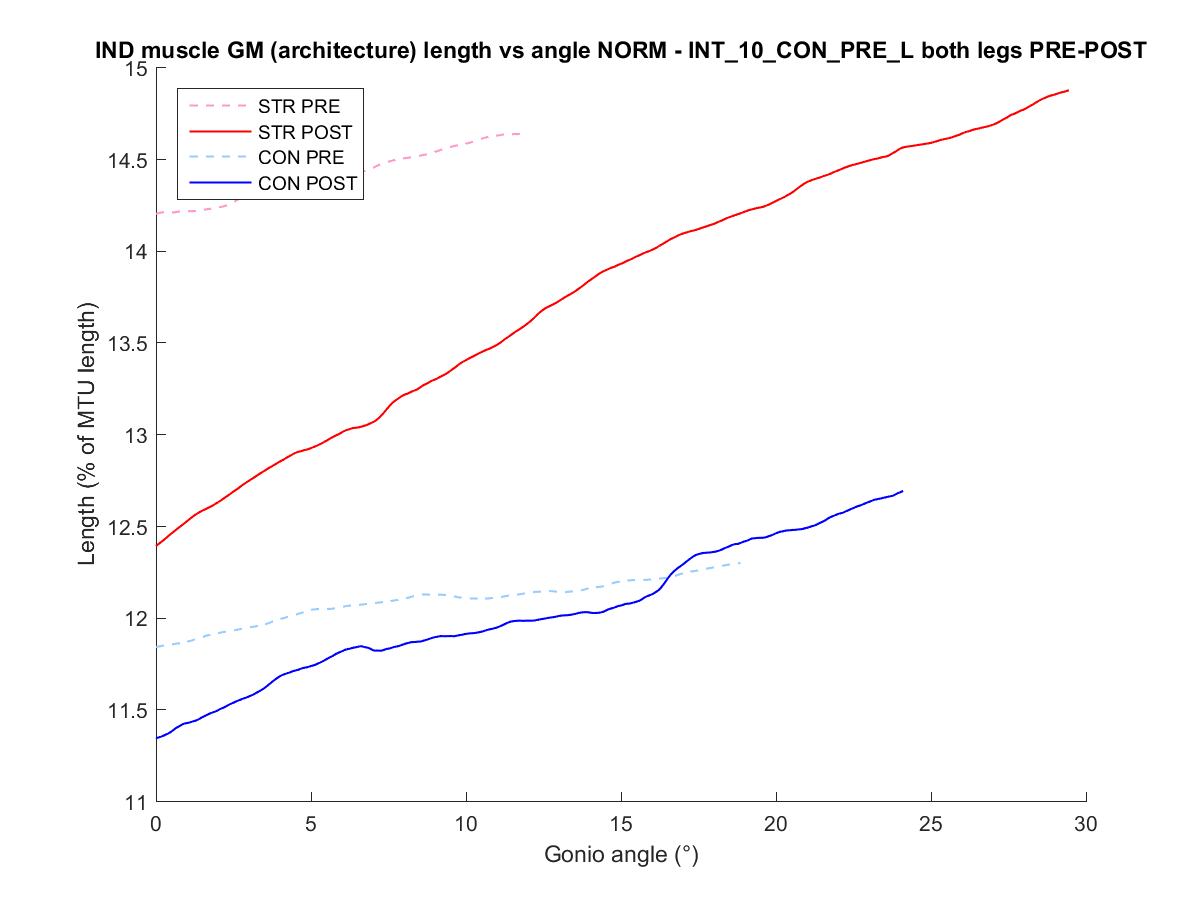 IND muscle GM (architecture) length vs angle NORM - INT_10_CON_PRE_L both legs PRE-POST
STR PRE
STR POST
CON PRE
CON POST
Length (% of MTU length)
15
14.5
14
13.5
13
12.5
12
11.5
11
0 5 10 15 20 25 30
Gonio angle (°)